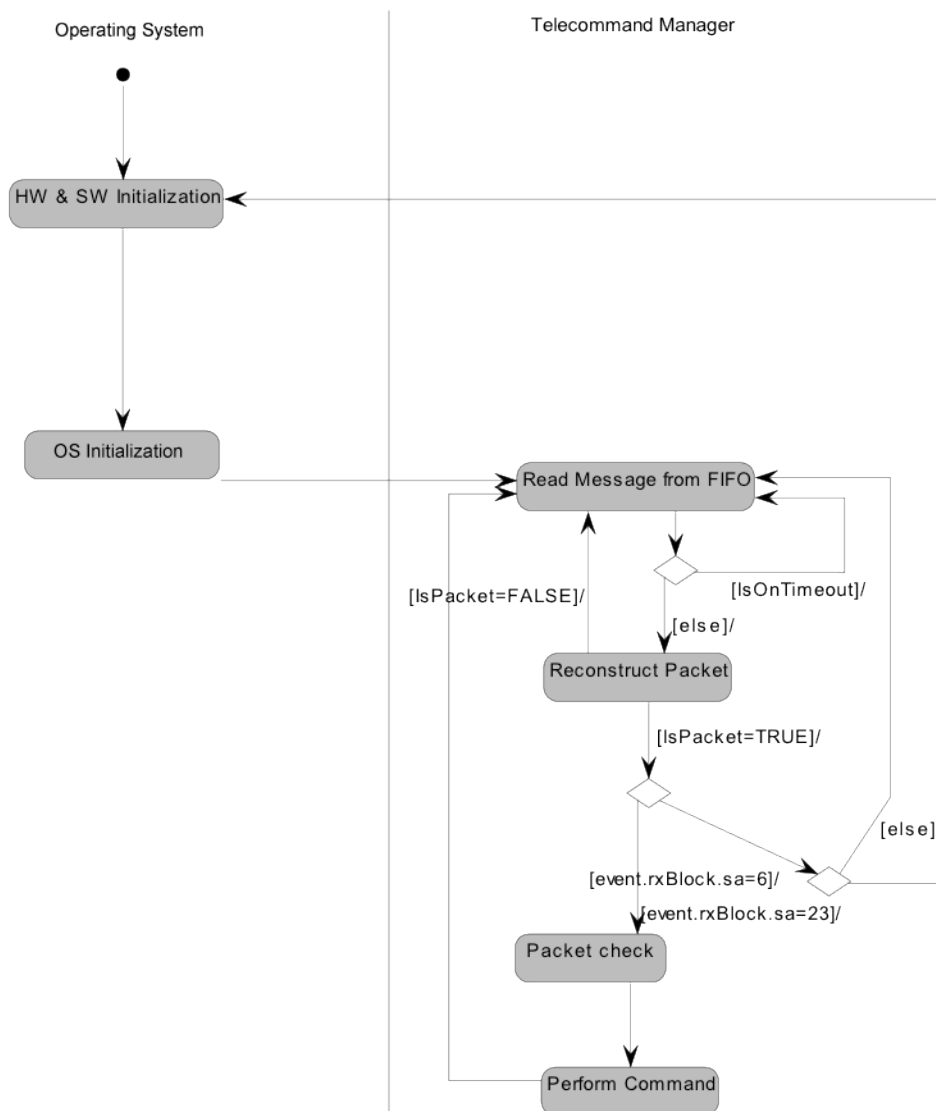 Operating System
Telecommand Manager
HW & SW Initialization
OS Initialization
Read Message from FIFO
[IsPacket=FALSE]/
[IsOnTimeout]/
[else]/
Reconstruct Packet
[IsPacket=TRUE]/
[else]
[event.rxBlock.sa=6]/
[event.rxBlock.sa=23]/
Packet check
Perform Command